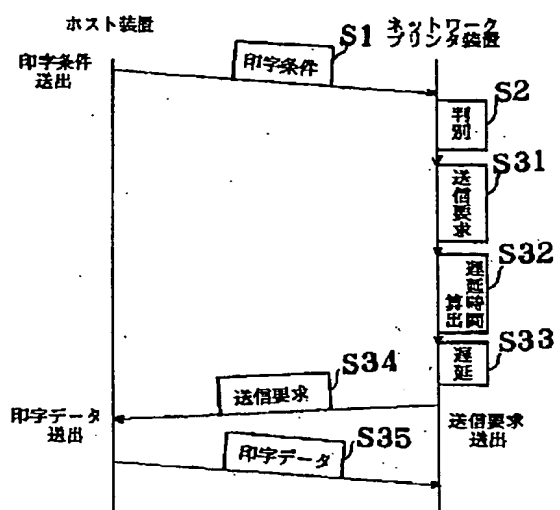 ホスト装置
ネットワーク
プリンタ装置
S1
印字条件
送出
印字条件
S2
判別
S31
送信要求
S32
遅延時間
算出
S33
遅延
S34
送信要求
印字データ
送出
送信要求
送出
S35
印字データ